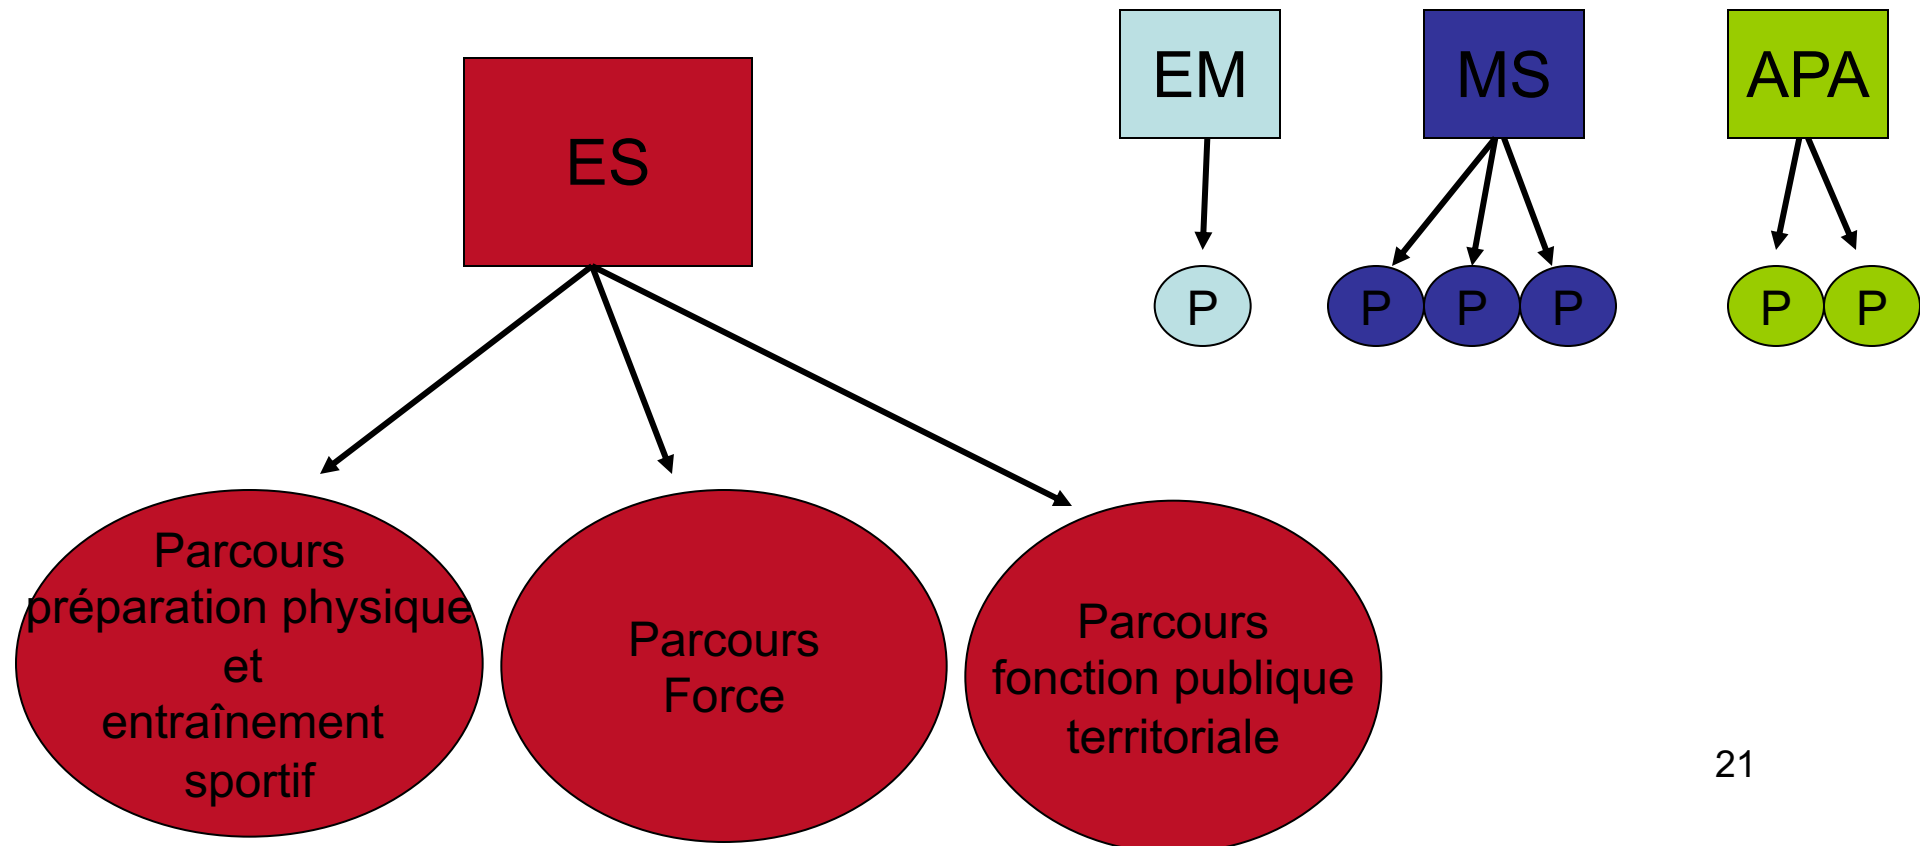 ES
EM
MS
APA
P
P
P
P
P
P
Parcours
préparation physique
et
entraînement
sportif
Parcours
Force
Parcours
fonction publique
territoriale
21